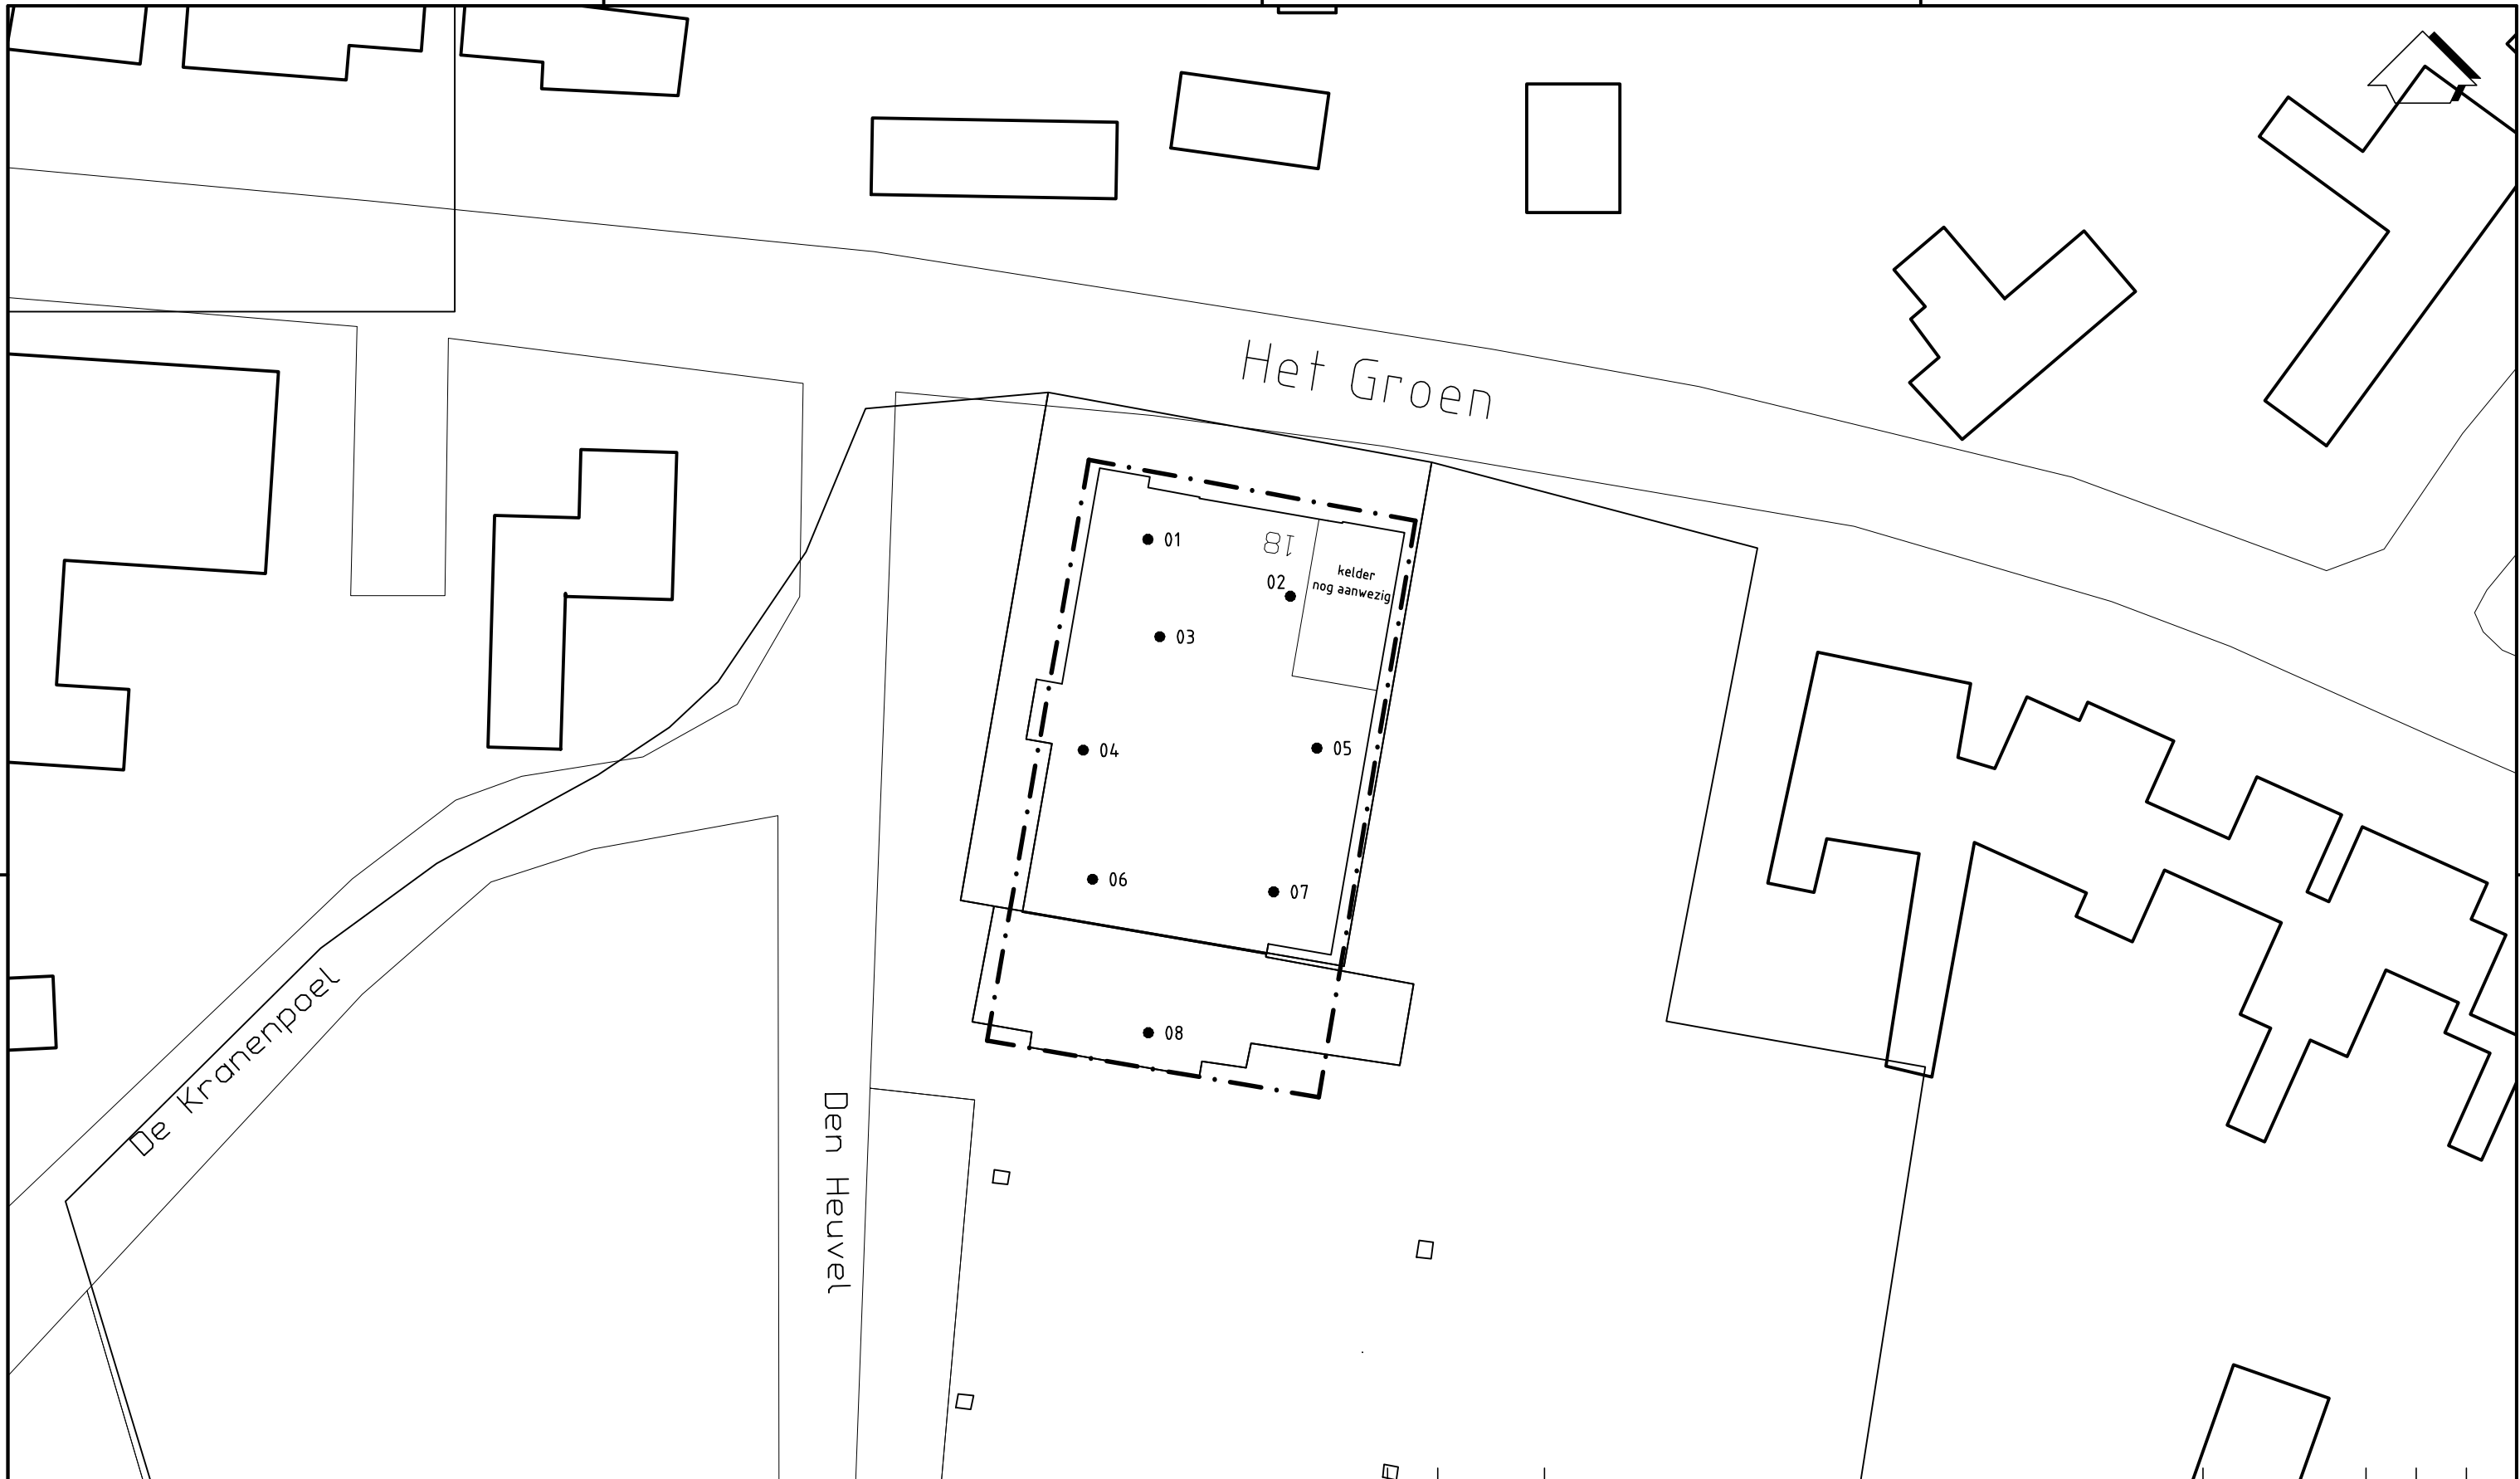 Het Groen
01
18
kelder
nog aanwezig
02
03
04
05
06
07
08
De Kranenpoel
Den Heuvel